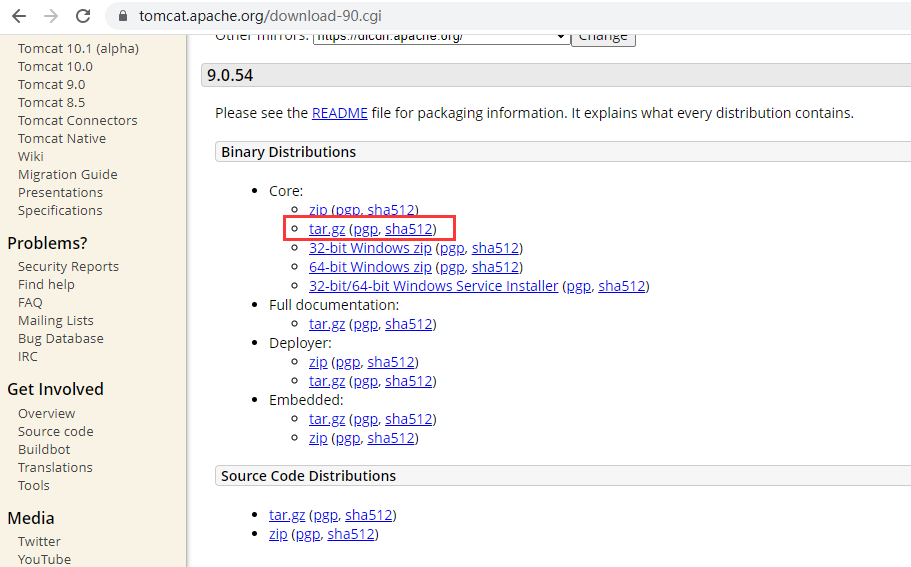 tomcat.apache.org/download-90.cgi
Tomcat 10.1 (alpha)
Tomcat 10.0
Tomcat 9.0
Tomcat 8.5
Tomcat Connectors
Tomcat Native
Wiki
Migration Guide
Presentations
Specifications
Problems?
Security Reports
Find help
FAQ
Mailing Lists
Bug Database
IRC
Get Involved
Overview
Source code
Buildbot
Translations
Tools
Media
Twitter
YouTube
Other mirrors: https://dlcdn.apache.org/ Change
9.0.54
Please see the README file for packaging information. It explains what every distribution contains.
Binary Distributions
Core:
zip (pgp, sha512)
tar.gz (pgp, sha512)
32-bit Windows zip (pgp, sha512)
64-bit Windows zip (pgp, sha512)
32-bit/64-bit Windows Service Installer (pgp, sha512)
Full documentation:
tar.gz (pgp, sha512)
Deployer:
zip (pgp, sha512)
tar.gz (pgp, sha512)
Embedded:
tar.gz (pgp, sha512)
zip (pgp, sha512)
Source Code Distributions
tar.gz (pgp, sha512)
zip (pgp, sha512)